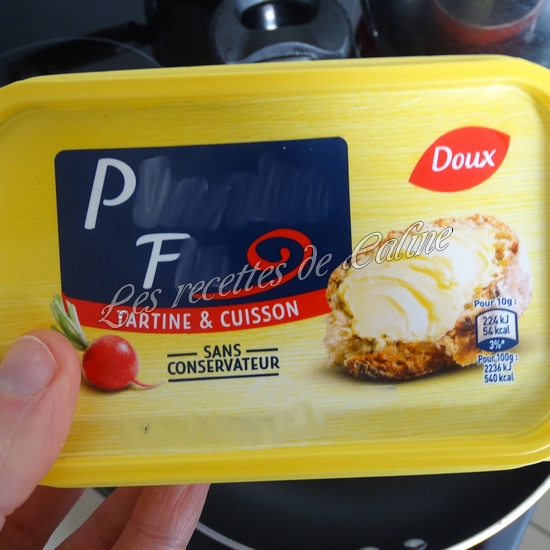 Doux
P
F
Les recettes de Caline
TARTINE & CUISSON
SANS
CONSERVATEUR
Pour 10g :
224 kJ
54 kcal
3%*
Pour 100g :
2236 kJ
540 kcal